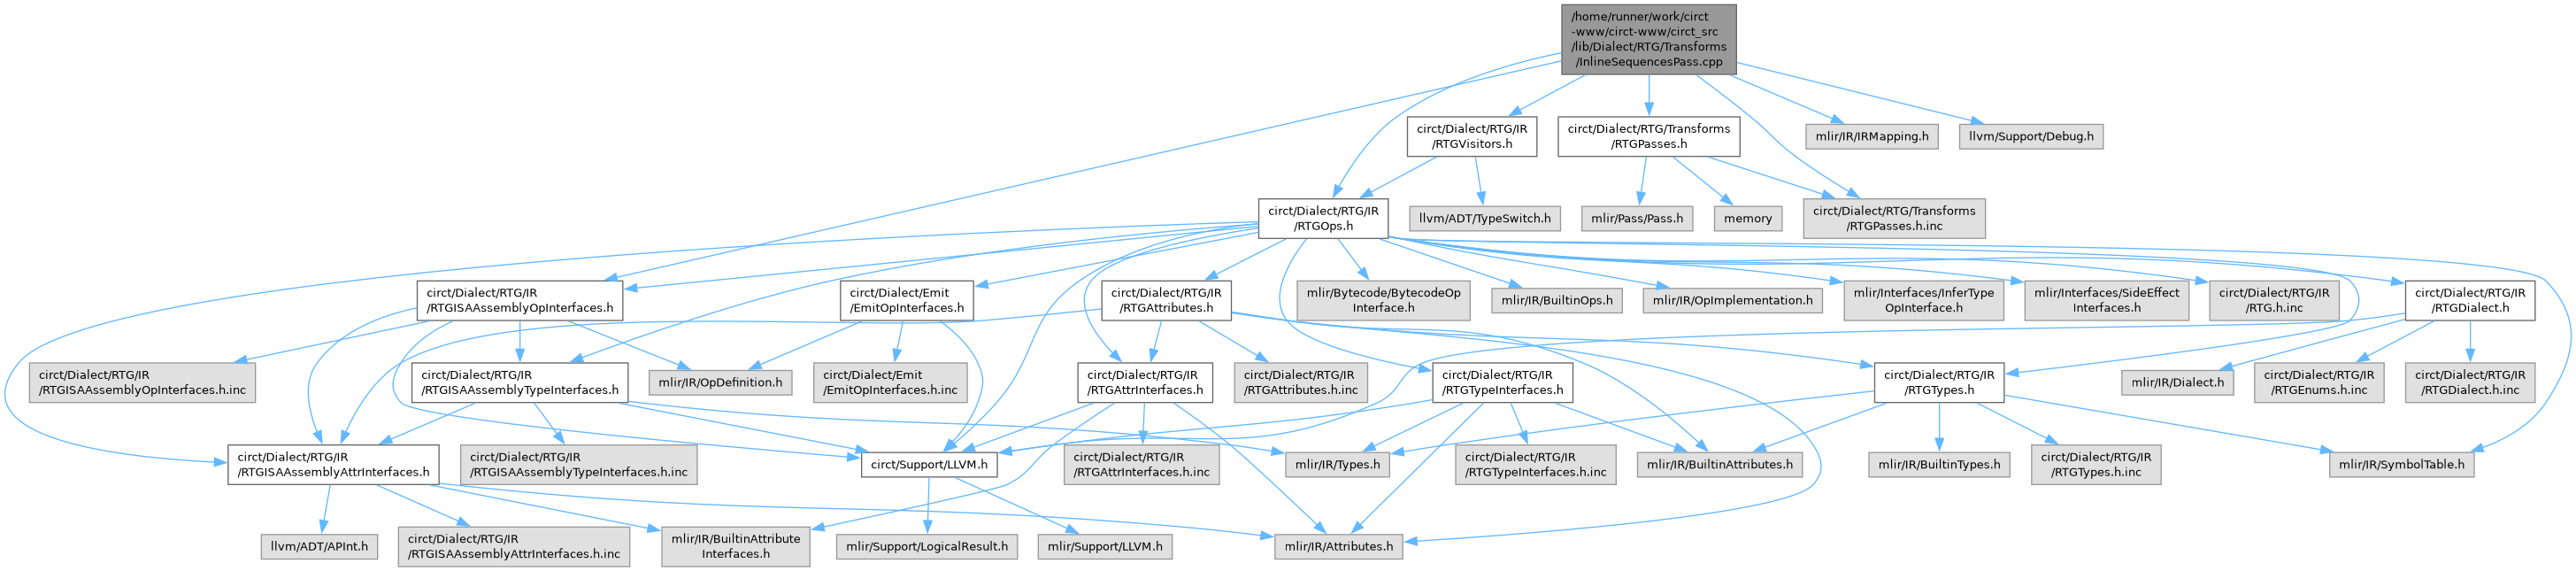 /home/runner/work/circt
-www/circt-www/circt_src
/lib/Dialect/RTG/Transforms
/InlineSequencesPass.cpp
circt/Dialect/RTG/IR
/RTGVisitors.h
circt/Dialect/RTG/Transforms
/RTGPasses.h
mlir/IR/IRMapping.h
llvm/Support/Debug.h
circt/Dialect/RTG/IR
/RTGOps.h
llvm/ADT/TypeSwitch.h
mlir/Pass/Pass.h
memory
circt/Dialect/RTG/Transforms
/RTGPasses.h.inc
circt/Dialect/RTG/IR
/RTGISAAssemblyOpInterfaces.h
circt/Dialect/Emit
/EmitOpInterfaces.h
circt/Dialect/RTG/IR
/RTGAttributes.h
mlir/Bytecode/BytecodeOp
Interface.h
mlir/IR/BuiltinOps.h
mlir/IR/OpImplementation.h
mlir/Interfaces/InferType
OpInterface.h
mlir/Interfaces/SideEffect
Interfaces.h
circt/Dialect/RTG/IR
/RTG.h.inc
circt/Dialect/RTG/IR
/RTGDialect.h
circt/Dialect/RTG/IR
/RTGISAAssemblyOpInterfaces.h.inc
circt/Dialect/RTG/IR
/RTGISAAssemblyTypeInterfaces.h
mlir/IR/OpDefinition.h
circt/Dialect/Emit
/EmitOpInterfaces.h.inc
circt/Dialect/RTG/IR
/RTGAttrInterfaces.h
circt/Dialect/RTG/IR
/RTGAttributes.h.inc
circt/Dialect/RTG/IR
/RTGTypeInterfaces.h
circt/Dialect/RTG/IR
/RTGTypes.h
mlir/IR/Dialect.h
circt/Dialect/RTG/IR
/RTGEnums.h.inc
circt/Dialect/RTG/IR
/RTGDialect.h.inc
circt/Dialect/RTG/IR
/RTGISAAssemblyAttrInterfaces.h
circt/Dialect/RTG/IR
/RTGISAAssemblyTypeInterfaces.h.inc
circt/Support/LLVM.h
circt/Dialect/RTG/IR
/RTGAttrInterfaces.h.inc
mlir/IR/Types.h
circt/Dialect/RTG/IR
/RTGTypeInterfaces.h.inc
mlir/IR/BuiltinAttributes.h
mlir/IR/BuiltinTypes.h
circt/Dialect/RTG/IR
/RTGTypes.h.inc
mlir/IR/SymbolTable.h
llvm/ADT/APInt.h
circt/Dialect/RTG/IR
/RTGISAAssemblyAttrInterfaces.h.inc
mlir/IR/BuiltinAttribute
Interfaces.h
mlir/Support/LogicalResult.h
mlir/Support/LLVM.h
mlir/IR/Attributes.h